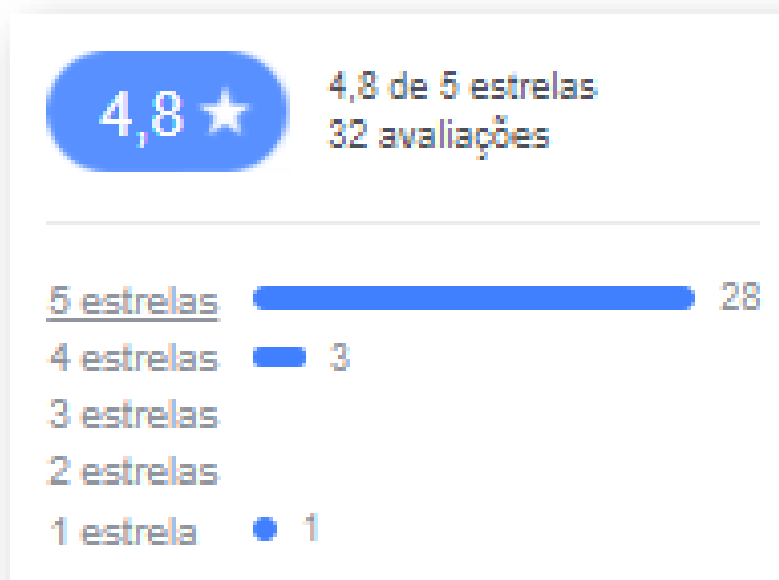 4,8 ★
4,8 de 5 estrelas
32 avaliações
5 estrelas 28
4 estrelas 3
3 estrelas
2 estrelas
1 estrela 1